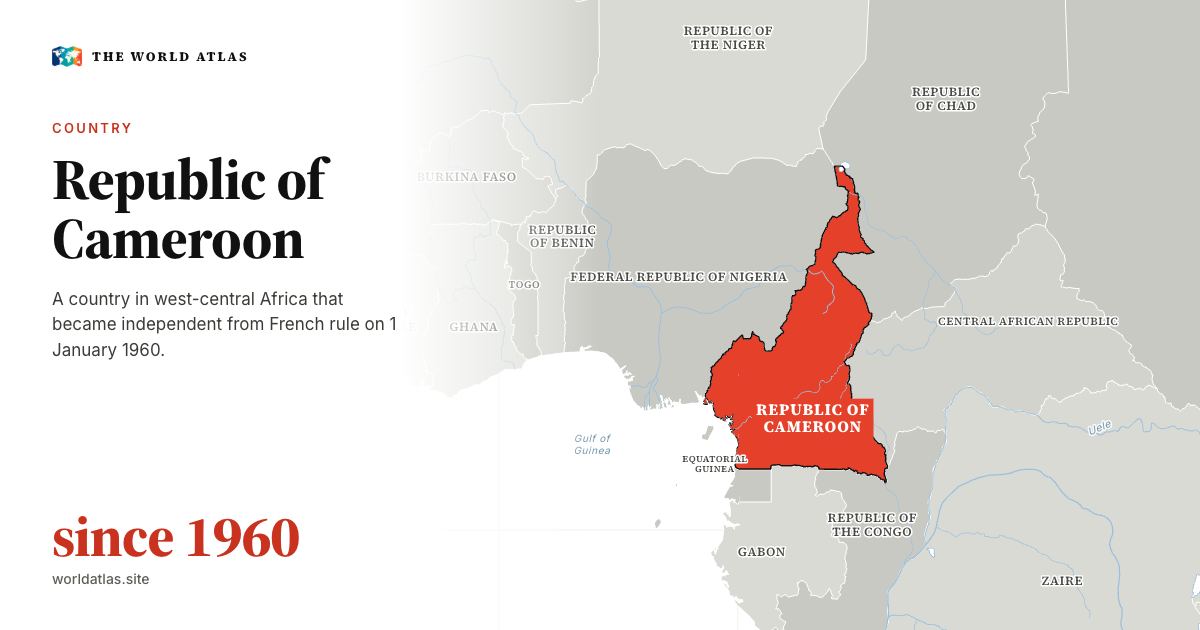 THE WORLD ATLAS
COUNTRY
Republic of
Cameroon
A country in west-central Africa that
became independent from French rule on 1
January 1960.
since 1960
worldatlas.site
REPUBLIC OF
THE NIGER
REPUBLIC
OF CHAD
BURKINA FASO
REPUBLIC
OF BENIN
TOGO
FEDERAL REPUBLIC OF NIGERIA
GHANA
CENTRAL AFRICAN REPUBLIC
REPUBLIC OF
CAMEROON
Gulf of
Guinea
Uele
EQUATORIAL
GUINEA
REPUBLIC OF
THE CONGO
GABON
ZAIRE